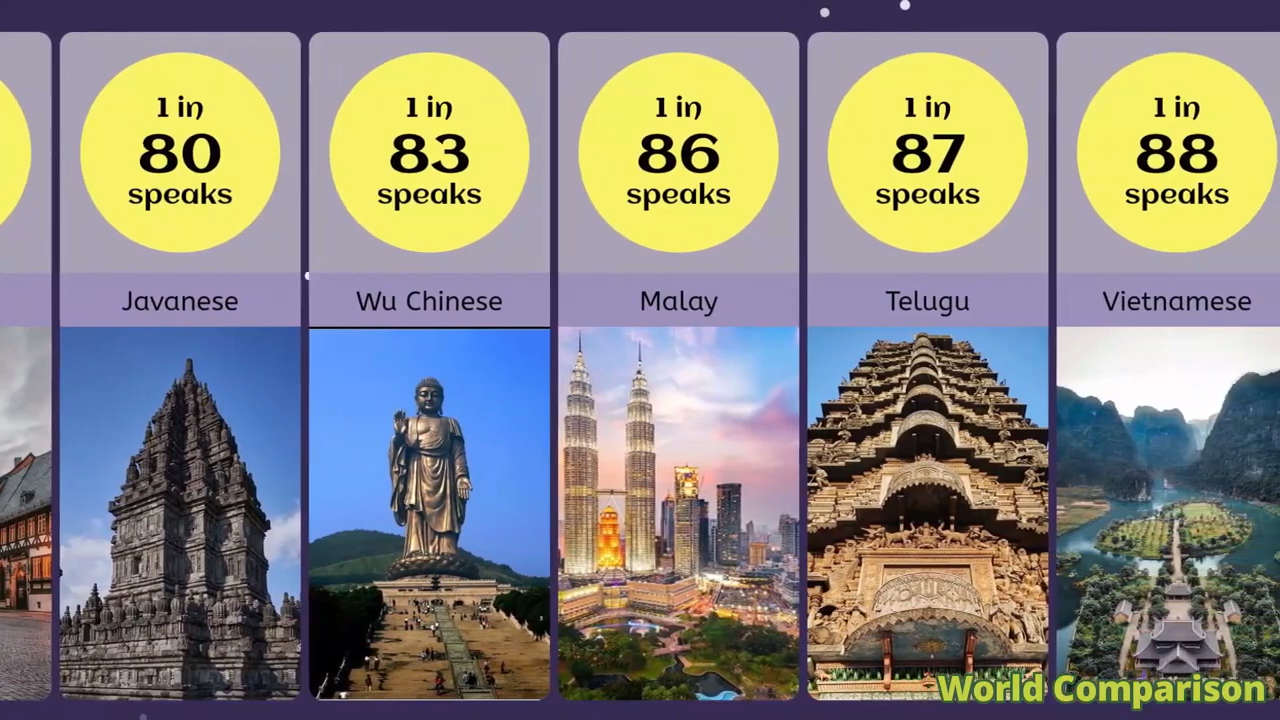 1 in
80
speaks
Javanese
1 in
83
speaks
Wu Chinese
1 in
86
speaks
Malay
1 in
87
speaks
Telugu
1 in
88
speaks
Vietnamese
World Comparison